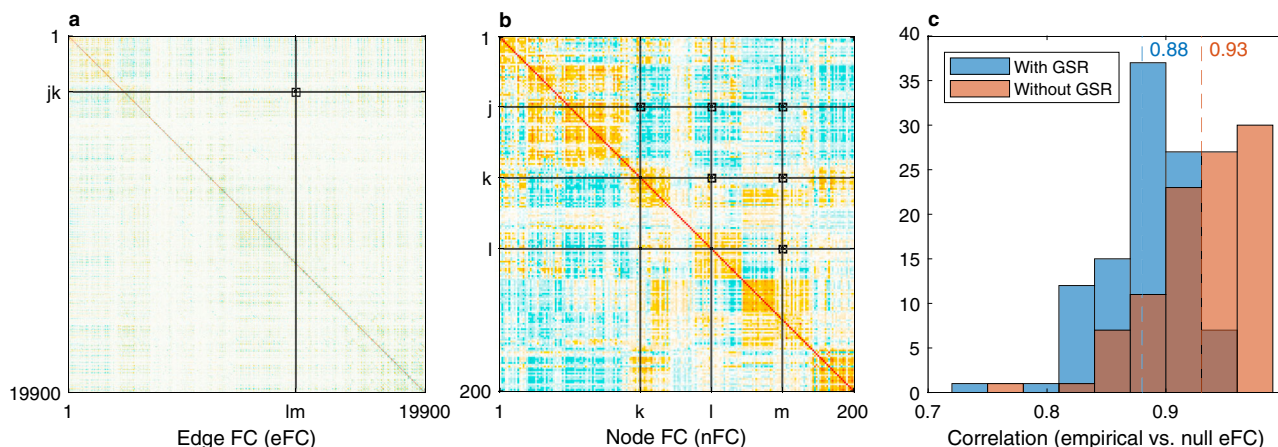 a
1
jk
19900
1
lm
19900
Edge FC (eFC)
b
1
j
k
l
200
1
k
l
m
200
Node FC (nFC)
c
40
35
30
25
20
15
10
5
0
0.88
0.93
With GSR
Without GSR
0.7
0.8
0.9
Correlation (empirical vs. null eFC)